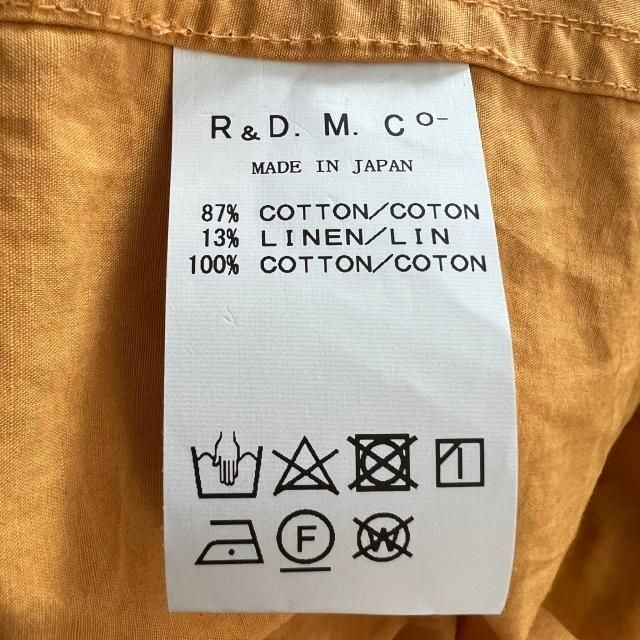 R&D. M. Co-
MADE IN JAPAN
87% COTTON/COTON
13% LINEN/LIN
100% COTTON/COTON
F
W